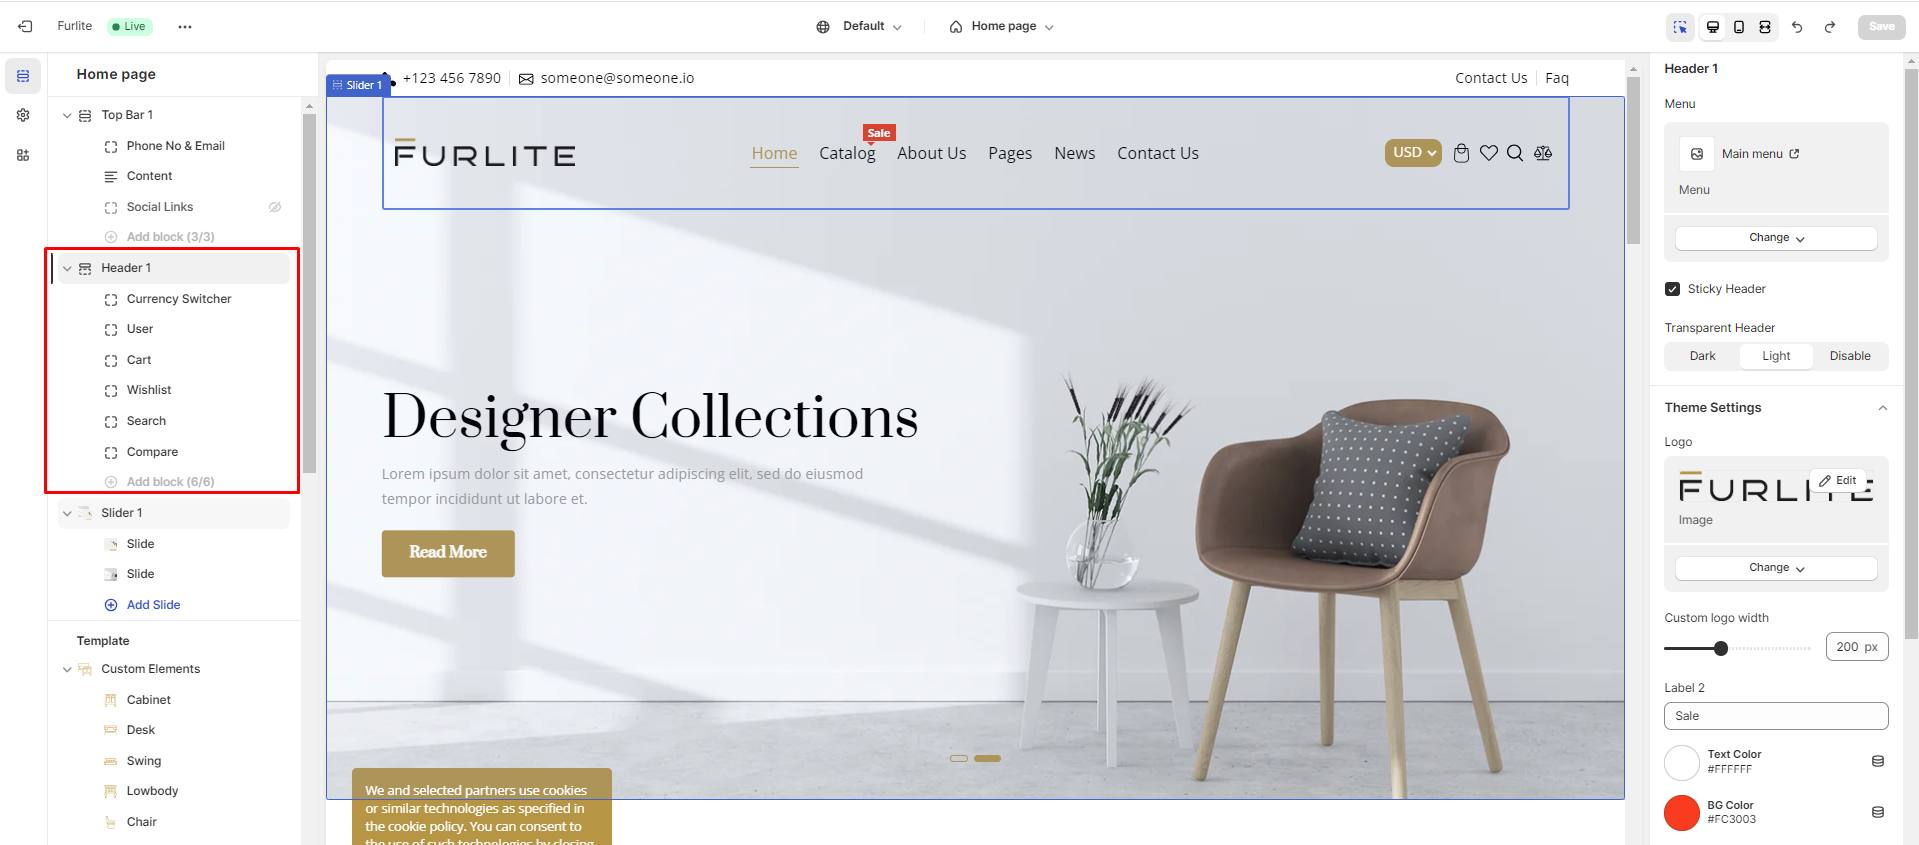 Furlite
Live
Default
Home page
Save
Home page
Top Bar 1
Phone No & Email
Content
Social Links
Add block (3/3)
Header 1
Currency Switcher
User
Cart
Wishlist
Search
Compare
Add block (6/6)
Slider 1
Slide
Slide
Add Slide
Template
Custom Elements
Cabinet
Desk
Swing
Lowbody
Chair
Slider 1
+123 456 7890
someone@someone.io
Contact Us
Faq
FURLITE
Sale
Home
Catalog
About Us
Pages
News
Contact Us
USD
Designer Collections
Lorem ipsum dolor sit amet, consectetur adipiscing elit, sed do eiusmod
tempor incididunt ut labore et.
Read More
We and selected partners use cookies
or similar technologies as specified in
the cookie policy. You can consent to
the use of such technologies by closing
Header 1
Menu
Main menu
Menu
Change
Sticky Header
Transparent Header
Dark
Light
Disable
Theme Settings
Logo
FURLITE
Edit
Image
Change
Custom logo width
200 px
Label 2
Sale
Text Color
#FFFFFF
BG Color
#FC3003